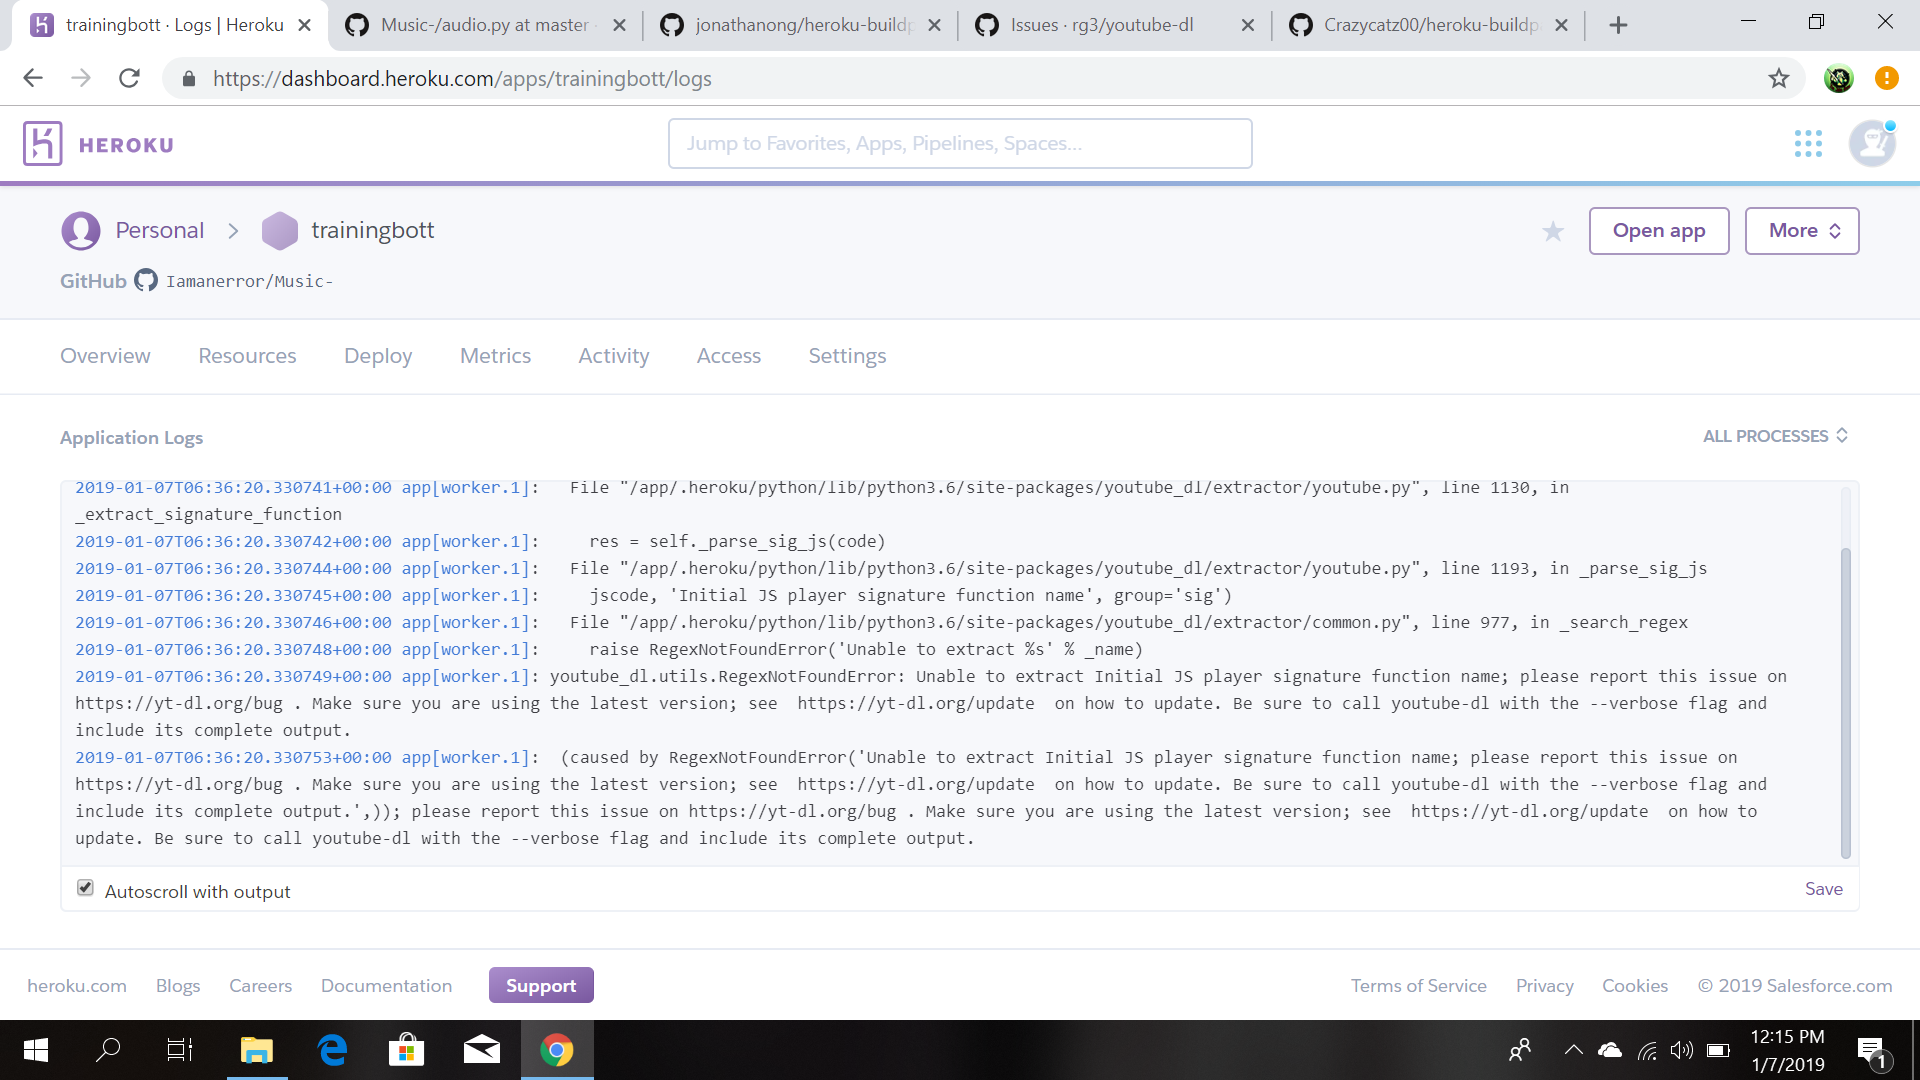 trainingbott · Logs | Heroku
Music-/audio.py at master ·
jonathanong/heroku-buildp
Issues · rg3/youtube-dl
Crazycatz00/heroku-buildpa
https://dashboard.heroku.com/apps/trainingbott/logs
HEROKU
Jump to Favorites, Apps, Pipelines, Spaces...
Personal > trainingbott
Open app
More
GitHub Iamanerror/Music-
Overview Resources Deploy Metrics Activity Access Settings
Application Logs
ALL PROCESSES
2019-01-07T06:36:20.330741+00:00 app[worker.1]:   File "/app/.heroku/python/lib/python3.6/site-packages/youtube_dl/extractor/youtube.py", line 1130, in
_extract_signature_function
2019-01-07T06:36:20.330742+00:00 app[worker.1]:     res = self._parse_sig_js(code)
2019-01-07T06:36:20.330744+00:00 app[worker.1]:   File "/app/.heroku/python/lib/python3.6/site-packages/youtube_dl/extractor/youtube.py", line 1193, in _parse_sig_js
2019-01-07T06:36:20.330745+00:00 app[worker.1]:     jscode, 'Initial JS player signature function name', group='sig')
2019-01-07T06:36:20.330746+00:00 app[worker.1]:   File "/app/.heroku/python/lib/python3.6/site-packages/youtube_dl/extractor/common.py", line 977, in _search_regex
2019-01-07T06:36:20.330748+00:00 app[worker.1]:     raise RegexNotFoundError('Unable to extract %s' % _name)
2019-01-07T06:36:20.330749+00:00 app[worker.1]: youtube_dl.utils.RegexNotFoundError: Unable to extract Initial JS player signature function name; please report this issue on
https://yt-dl.org/bug . Make sure you are using the latest version; see  https://yt-dl.org/update  on how to update. Be sure to call youtube-dl with the --verbose flag and
include its complete output.
2019-01-07T06:36:20.330753+00:00 app[worker.1]:  (caused by RegexNotFoundError('Unable to extract Initial JS player signature function name; please report this issue on
https://yt-dl.org/bug . Make sure you are using the latest version; see  https://yt-dl.org/update  on how to update. Be sure to call youtube-dl with the --verbose flag and
include its complete output.',)); please report this issue on https://yt-dl.org/bug . Make sure you are using the latest version; see  https://yt-dl.org/update  on how to
update. Be sure to call youtube-dl with the --verbose flag and include its complete output.
Autoscroll with output
Save
heroku.com Blogs Careers Documentation Support
Terms of Service Privacy Cookies © 2019 Salesforce.com
12:15 PM
1/7/2019
1